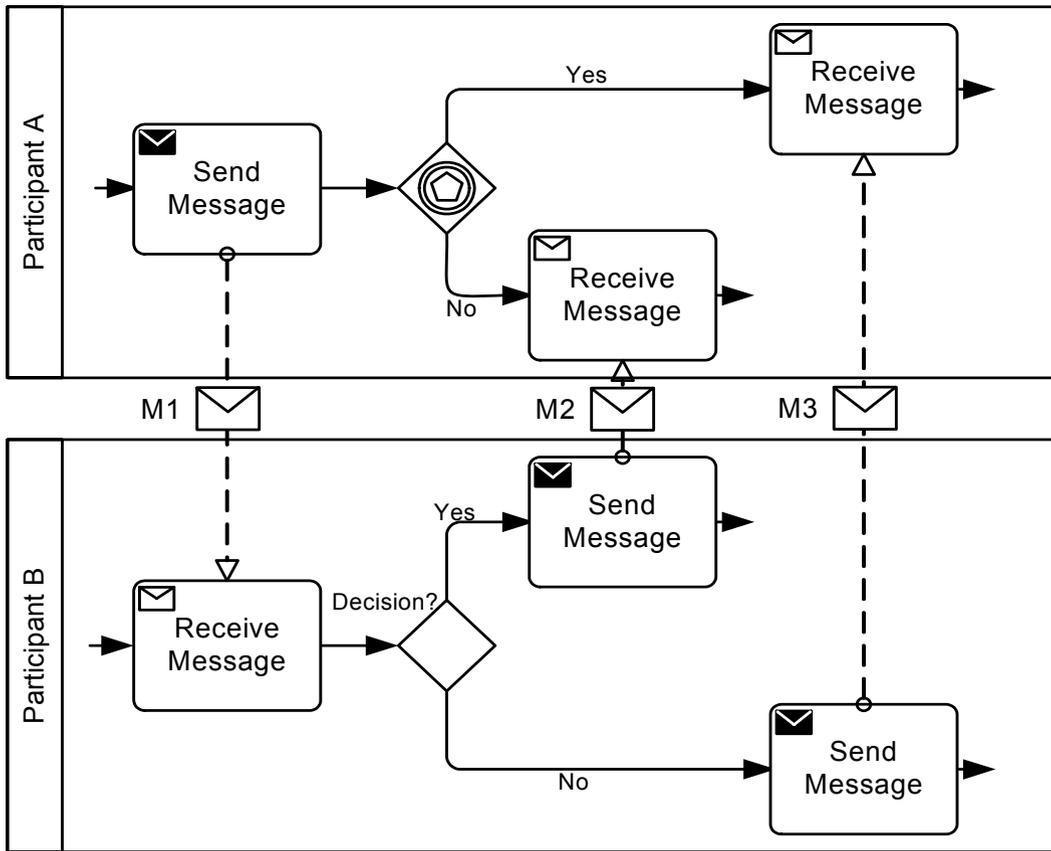 Participant A
Send
Message
Yes
Receive
Message
No
Receive
Message
M1
M2
M3
Participant B
Receive
Message
Decision?
Yes
Send
Message
No
Send
Message